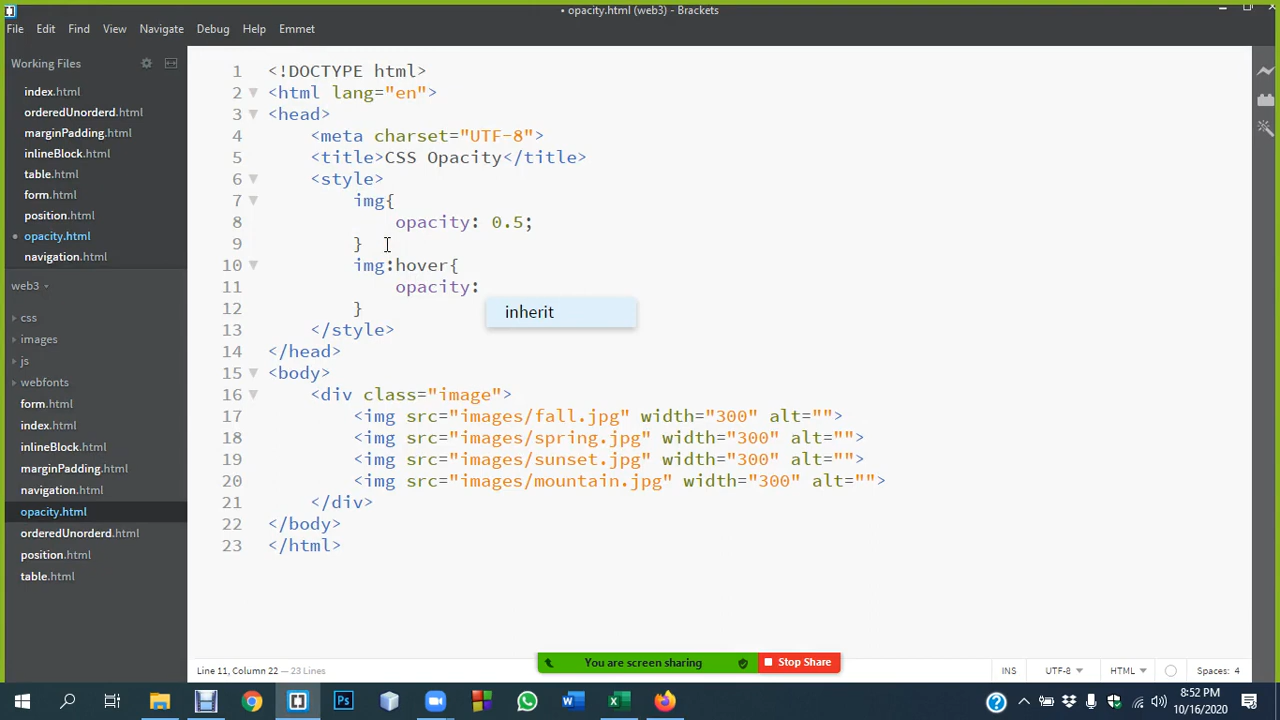 • opacity.html (web3) - Brackets
File Edit Find View Navigate Debug Help Emmet
Working Files
index.html
orderedUnorderd.html
marginPadding.html
inlineBlock.html
table.html
form.html
position.html
• opacity.html
navigation.html
web3
css
images
js
webfonts
form.html
index.html
inlineBlock.html
marginPadding.html
navigation.html
opacity.html
orderedUnorderd.html
position.html
table.html
1 <!DOCTYPE html>
2 <html lang="en">
3 <head>
4 <meta charset="UTF-8">
5 <title>CSS Opacity</title>
6 <style>
7 img{
8 opacity: 0.5;
9 }
10 img:hover{
11 opacity:
inherit
12 }
13 </style>
14 </head>
15 <body>
16 <div class="image">
17 <img src="images/fall.jpg" width="300" alt="">
18 <img src="images/spring.jpg" width="300" alt="">
19 <img src="images/sunset.jpg" width="300" alt="">
20 <img src="images/mountain.jpg" width="300" alt="">
21 </div>
22 </body>
23 </html>
You are screen sharing Stop Share
Line 11, Column 22 — 23 Lines INS UTF-8 HTML Spaces: 4
8:52 PM
10/16/2020